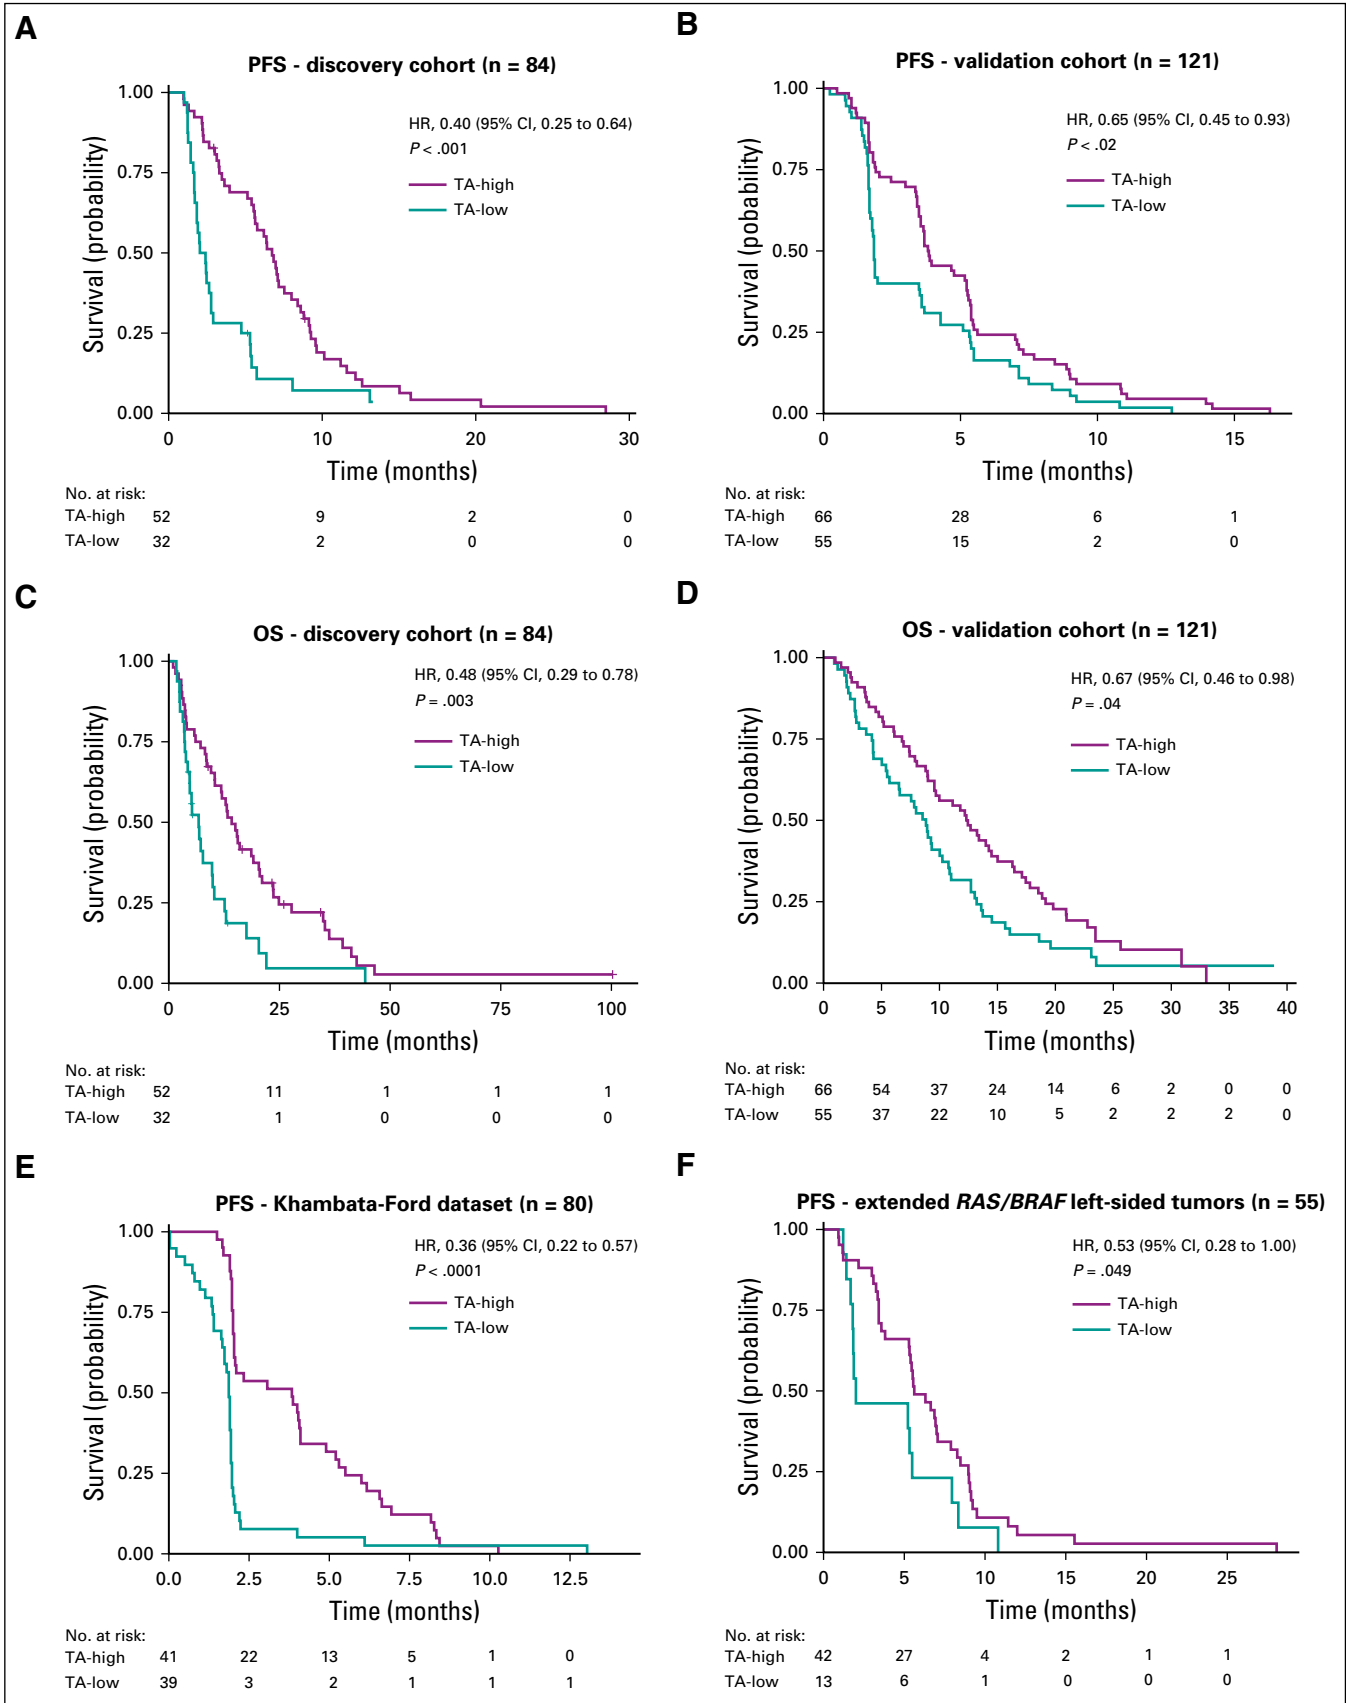 A
PFS - discovery cohort (n = 84)
HR, 0.40 (95% CI, 0.25 to 0.64)
P < .001
TA-high
TA-low
Survival (probability)
1.00
0.75
0.50
0.25
0.00
0 10 20 30
Time (months)
No. at risk:
TA-high 52 9 2 0
TA-low 32 2 0 0
B
PFS - validation cohort (n = 121)
HR, 0.65 (95% CI, 0.45 to 0.93)
P < .02
TA-high
TA-low
Survival (pobability)
1.00
0.75
0.50
0.25
0.00
0 5 10 15
Time (months)
No. at risk:
TA-high 66 28 6 1
TA-low 55 15 2 0
C
OS - discovery cohort (n = 84)
HR, 0.48 (95% CI, 0.29 to 0.78)
P = .003
TA-high
TA-low
Survival (probability)
1.00
0.75
0.50
0.25
0.00
0 25 50 75 100
Time (months)
No. at risk:
TA-high 52 11 1 1 1
TA-low 32 1 0 0 0
D
OS - validation cohort (n = 121)
HR, 0.67 (95% CI, 0.46 to 0.98)
P = .04
TA-high
TA-low
Survival (probability)
1.00
0.75
0.50
0.25
0.00
0 5 10 15 20 25 30 35 40
Time (months)
No. at risk:
TA-high 66 54 37 24 14 6 2 0 0
TA-low 55 37 22 10 5 2 2 2 0
E
PFS - Khambata-Ford dataset (n = 80)
HR, 0.36 (95% CI, 0.22 to 0.57)
P < .0001
TA-high
TA-low
Survival (probability)
1.00
0.75
0.50
0.25
0.00
0.0 2.5 5.0 7.5 10.0 12.5
Time (months)
No. at risk:
TA-high 41 22 13 5 1 0
TA-low 39 3 2 1 1 1
F
PFS - extended RAS/BRAF left-sided tumors (n = 55)
HR, 0.53 (95% CI, 0.28 to 1.00)
P = .049
TA-high
TA-low
Survival (probability)
1.00
0.75
0.50
0.25
0.00
0 5 10 15 20 25
Time (months)
No. at risk:
TA-high 42 27 4 2 1 1
TA-low 13 6 1 0 0 0